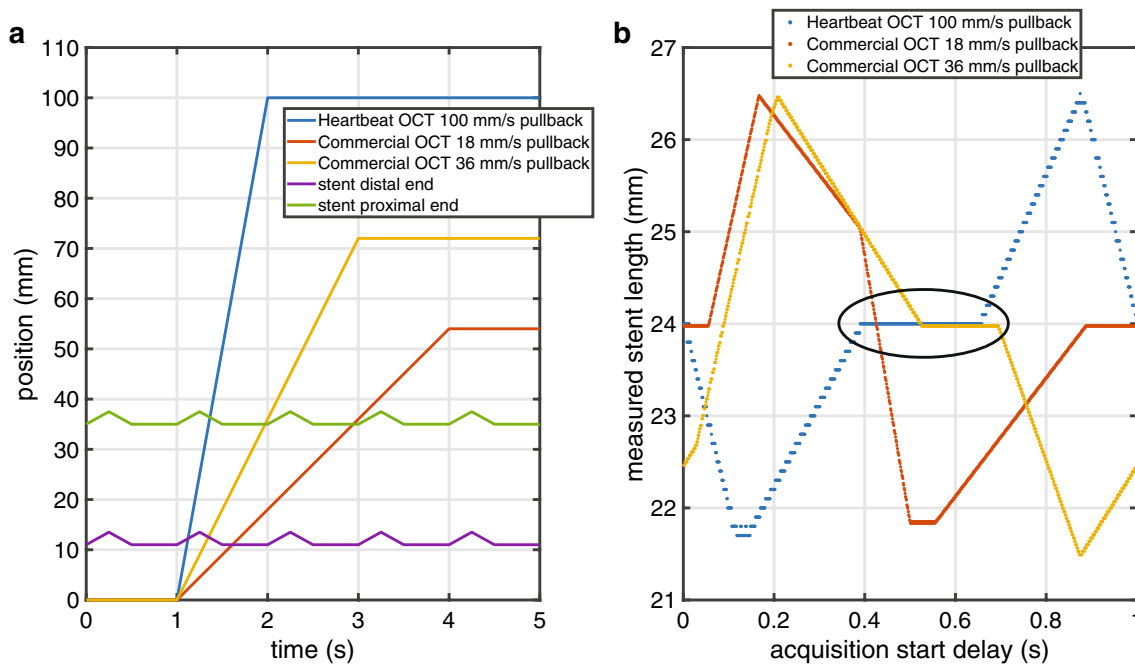 a
110
100
90
80
70
60
50
40
30
20
10
0
position (mm)
0 1 2 3 4 5
time (s)
Heartbeat OCT 100 mm/s pullback
Commercial OCT 18 mm/s pullback
Commercial OCT 36 mm/s pullback
stent distal end
stent proximal end
b
Heartbeat OCT 100 mm/s pullback
Commercial OCT 18 mm/s pullback
Commercial OCT 36 mm/s pullback
27
26
25
24
23
22
21
measured stent length (mm)
0 0.2 0.4 0.6 0.8 1
acquisition start delay (s)